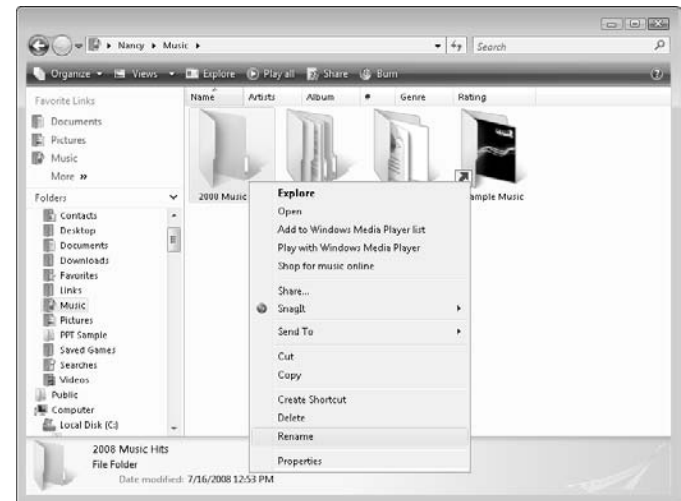 Nancy ▸ Music ▸
Search
Organize Views Explore Play all Share Burn
Favorite Links
Documents
Pictures
Music
More »
Folders
Contacts
Desktop
Documents
Downloads
Favorites
Links
Music
Pictures
PPT Sample
Saved Games
Searches
Videos
Public
Computer
Local Disk (C:)
Name Artists Album # Genre Rating
2008 Music
ample Music
Explore
Open
Add to Windows Media Player list
Play with Windows Media Player
Shop for music online
Share...
SnagIt
Send To
Cut
Copy
Create Shortcut
Delete
Rename
Properties
2008 Music Hits
File Folder
Date modified: 7/16/2008 12:53 PM